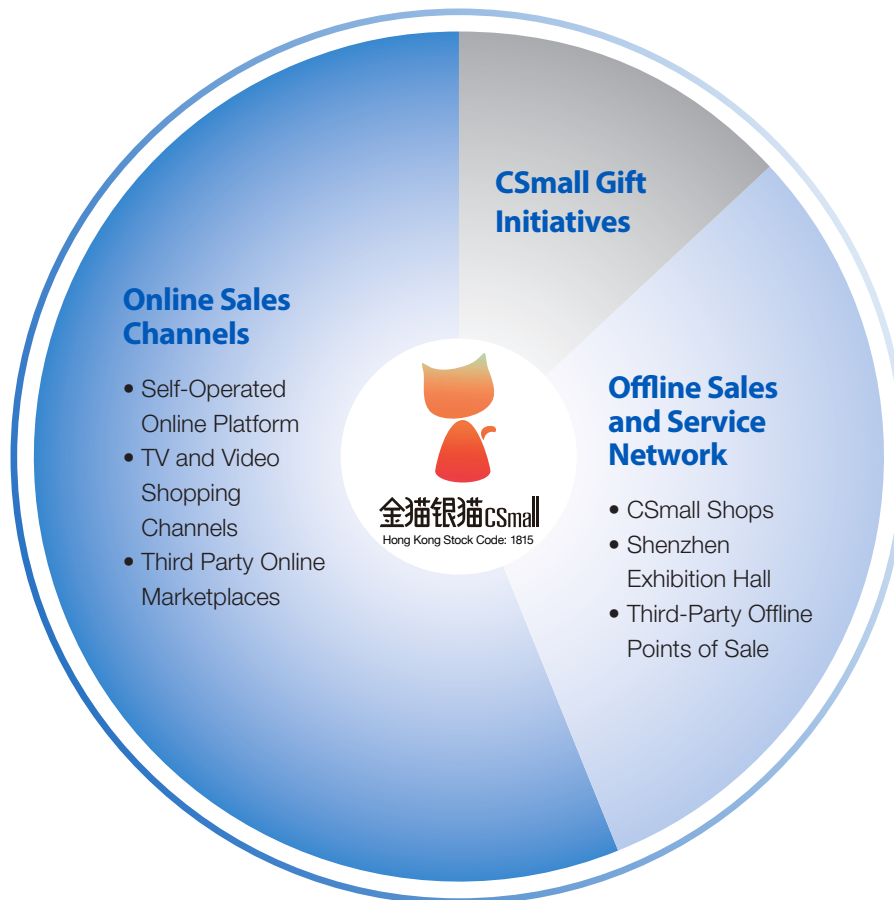 CSmall Gift
Initiatives
Online Sales
Channels
• Self-Operated
Online Platform
• TV and Video
Shopping
Channels
• Third Party Online
Marketplaces
金猫银猫CSmall
Hong Kong Stock Code: 1815
Offline Sales
and Service
Network
• CSmall Shops
• Shenzhen
Exhibition Hall
• Third-Party Offline
Points of Sale